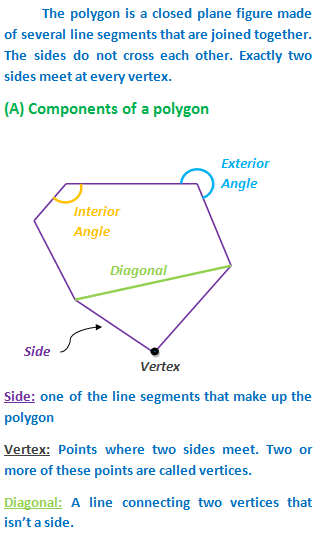 The polygon is a closed plane figure made
of several line segments that are joined together.
The sides do not cross each other. Exactly two
sides meet at every vertex.
(A) Components of a polygon
Exterior
Angle
Interior
Angle
Diagonal
Side
Vertex
Side: one of the line segments that make up the
polygon
Vertex: Points where two sides meet. Two or
more of these points are called vertices.
Diagonal: A line connecting two vertices that
isn't a side.